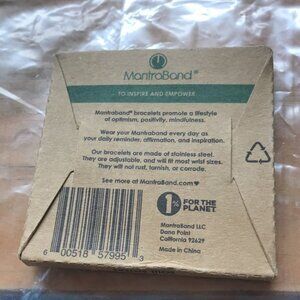 MantraBand®
TO INSPIRE AND EMPOWER
Mantraband® bracelets promote a lifestyle
of optimism, positivity, mindfulness.
Wear your Mantraband every day as
your daily reminder, affirmation, and inspiration.
Our bracelets are made of stainless steel.
They are adjustable, and will fit most wrist sizes.
They will not rust, tarnish, or corrode.
See more at MantraBand.com♥
1% FOR THE
PLANET
MantraBand LLC
Dana Point
California 92629
Made in China
6 00518 57995 3